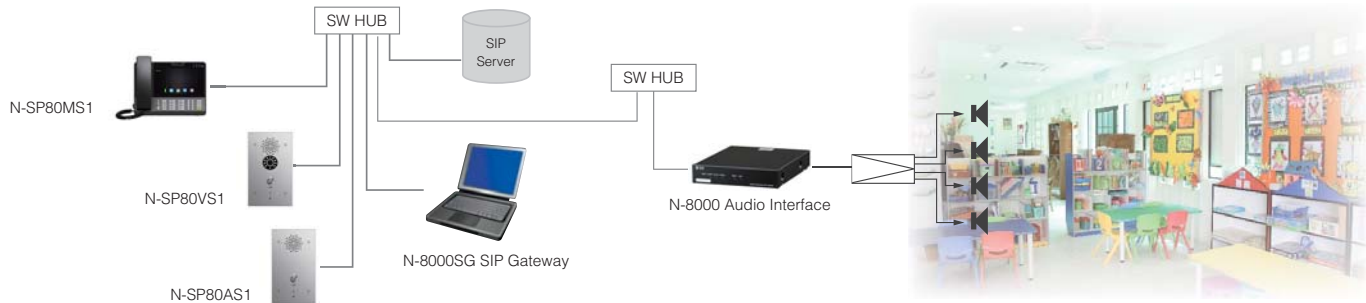 SW HUB
SIP
Server
SW HUB
N-SP80MS1
N-SP80VS1
N-8000 Audio Interface
N-8000SG SIP Gateway
N-SP80AS1